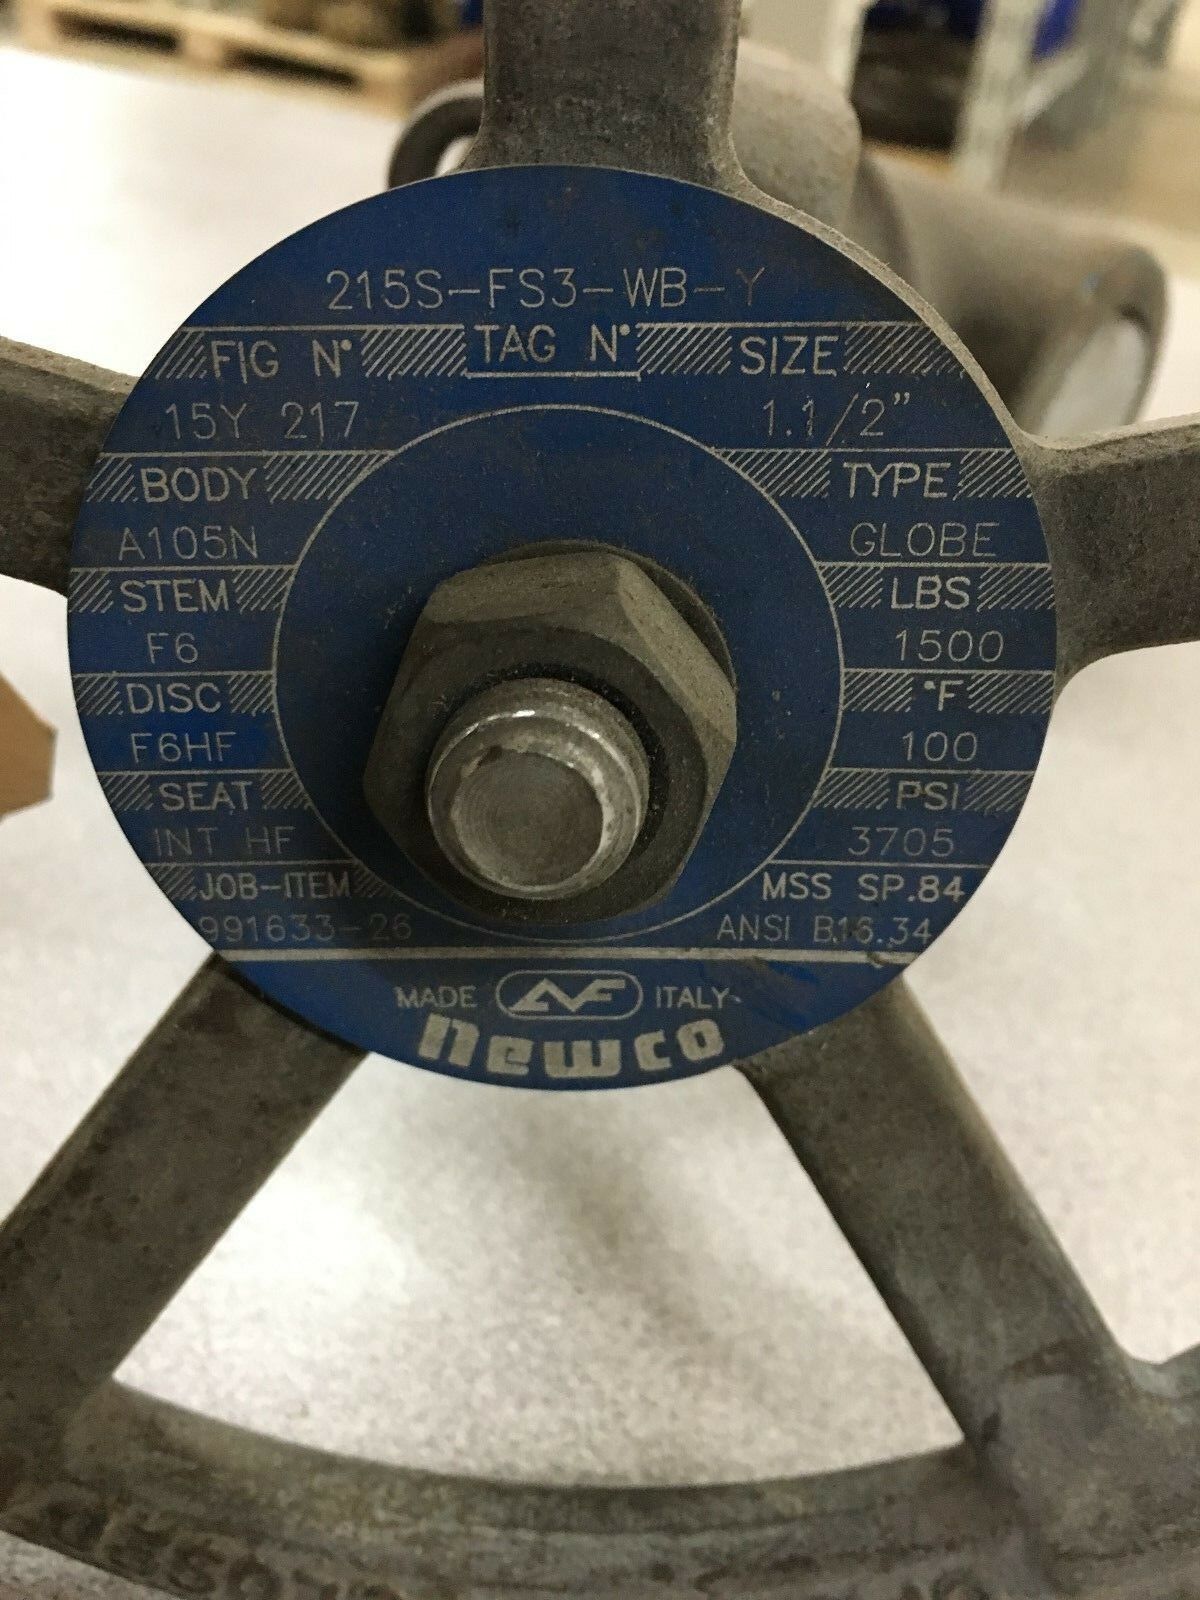 215S-FS3-WB-Y
FIG N° TAG N° SIZE
15Y 217 1.1/2"
BODY TYPE
A105N GLOBE
STEM LBS
F6 1500
DISC °F
F6HF 100
SEAT PSI
INT HF 3705
JOB-ITEM MSS SP.84
991633-26 ANSI B16.34
MADE ITALY
newco